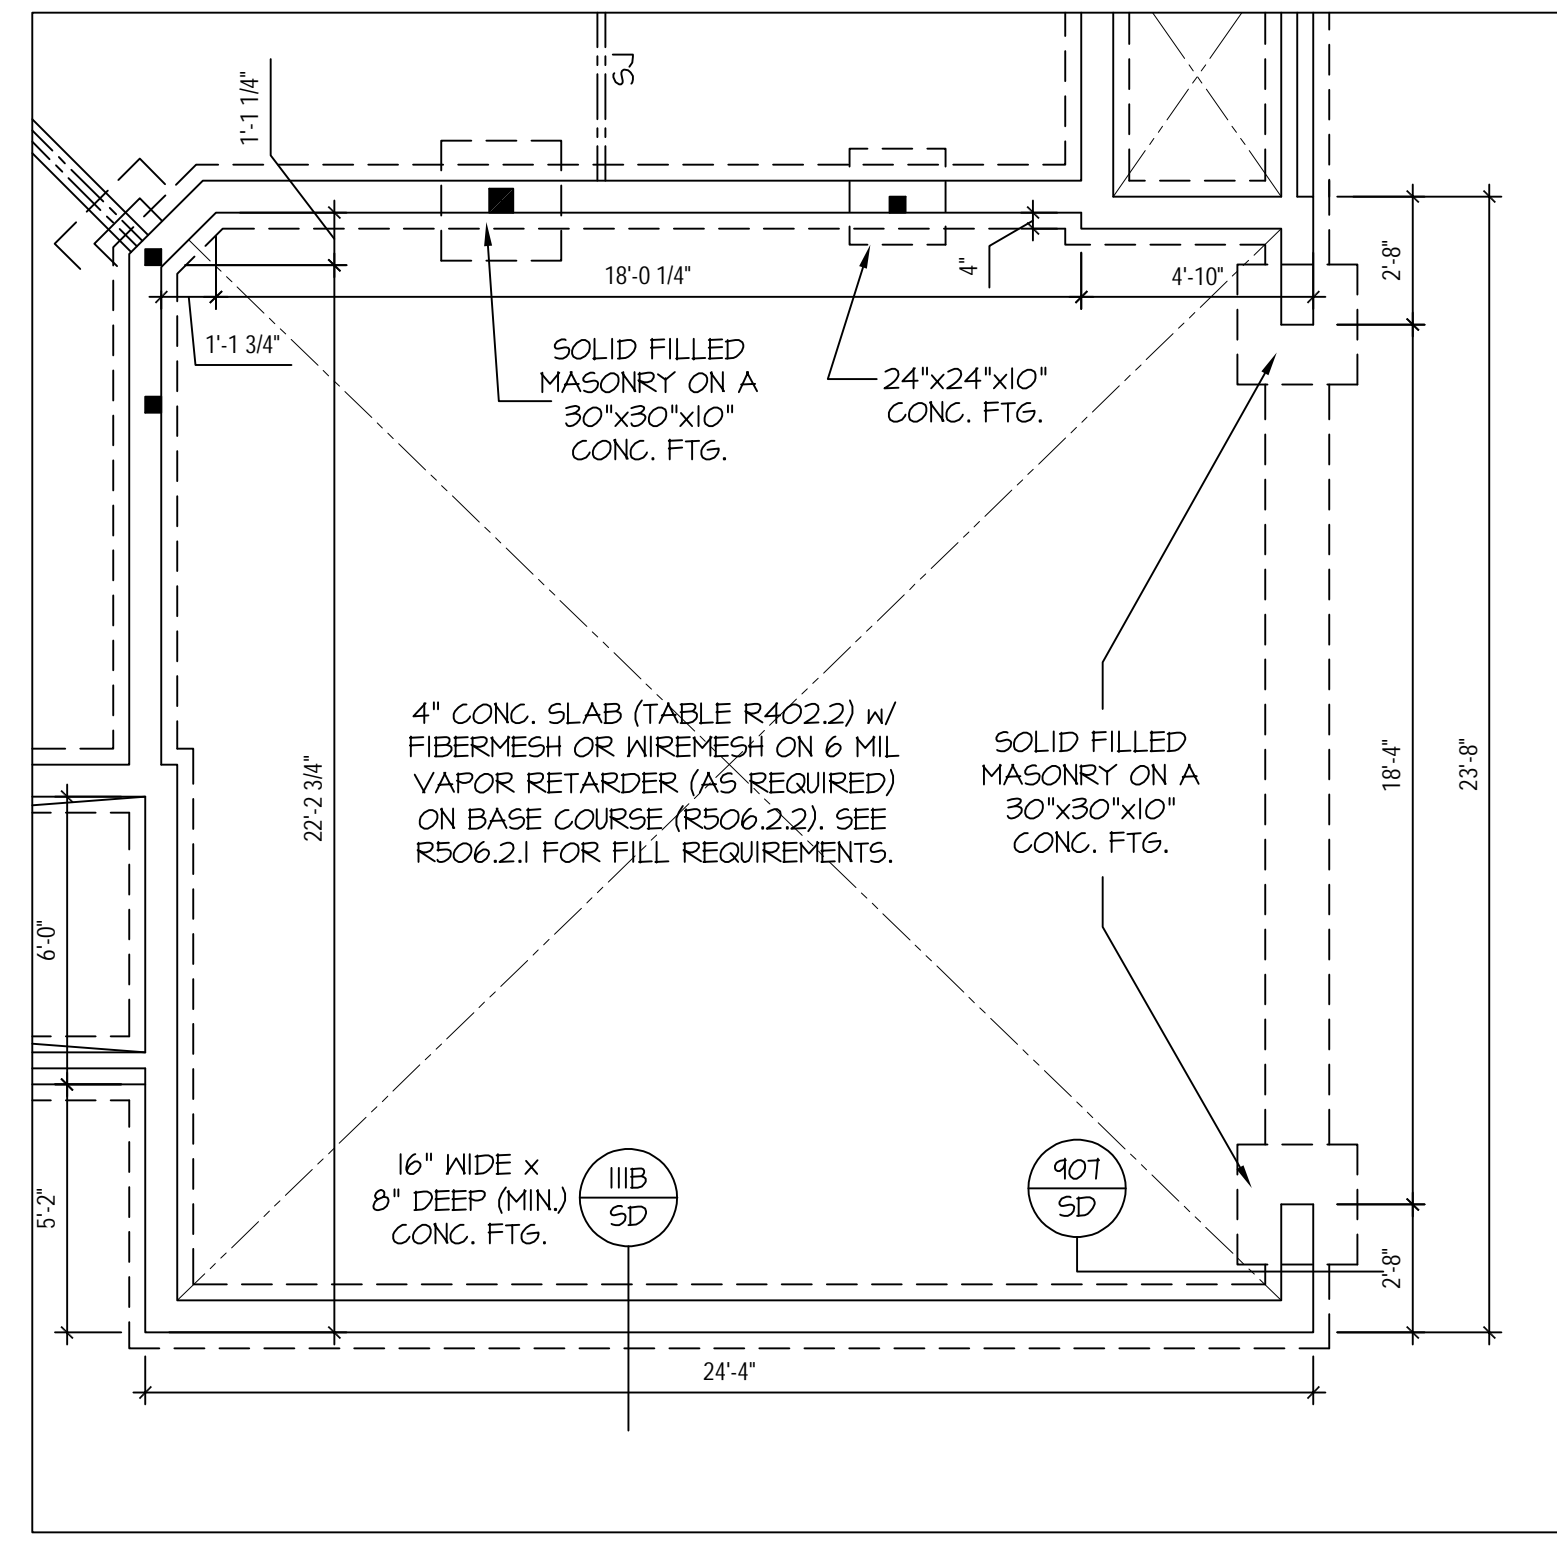 SJ
1'-1 1/4"
18'-0 1/4"
4"
4'-10"
2'-8"
1'-1 3/4"
SOLID FILLED
MASONRY ON A
30"x30"x10"
CONC. FTG.
24"x24"x10"
CONC. FTG.
4" CONC. SLAB (TABLE R402.2) W/
FIBERMESH OR WIREMESH ON 6 MIL
VAPOR RETARDER (AS REQUIRED)
ON BASE COURSE (R506.2.2). SEE
R506.2.1 FOR FILL REQUIREMENTS.
SOLID FILLED
MASONRY ON A
30"x30"x10"
CONC. FTG.
22'-2 3/4"
18'-4"
23'-8"
6'-0"
5'-2"
16" WIDE x
8" DEEP (MIN.)
CONC. FTG.
111B
SD
907
SD
2'-8"
24'-4"